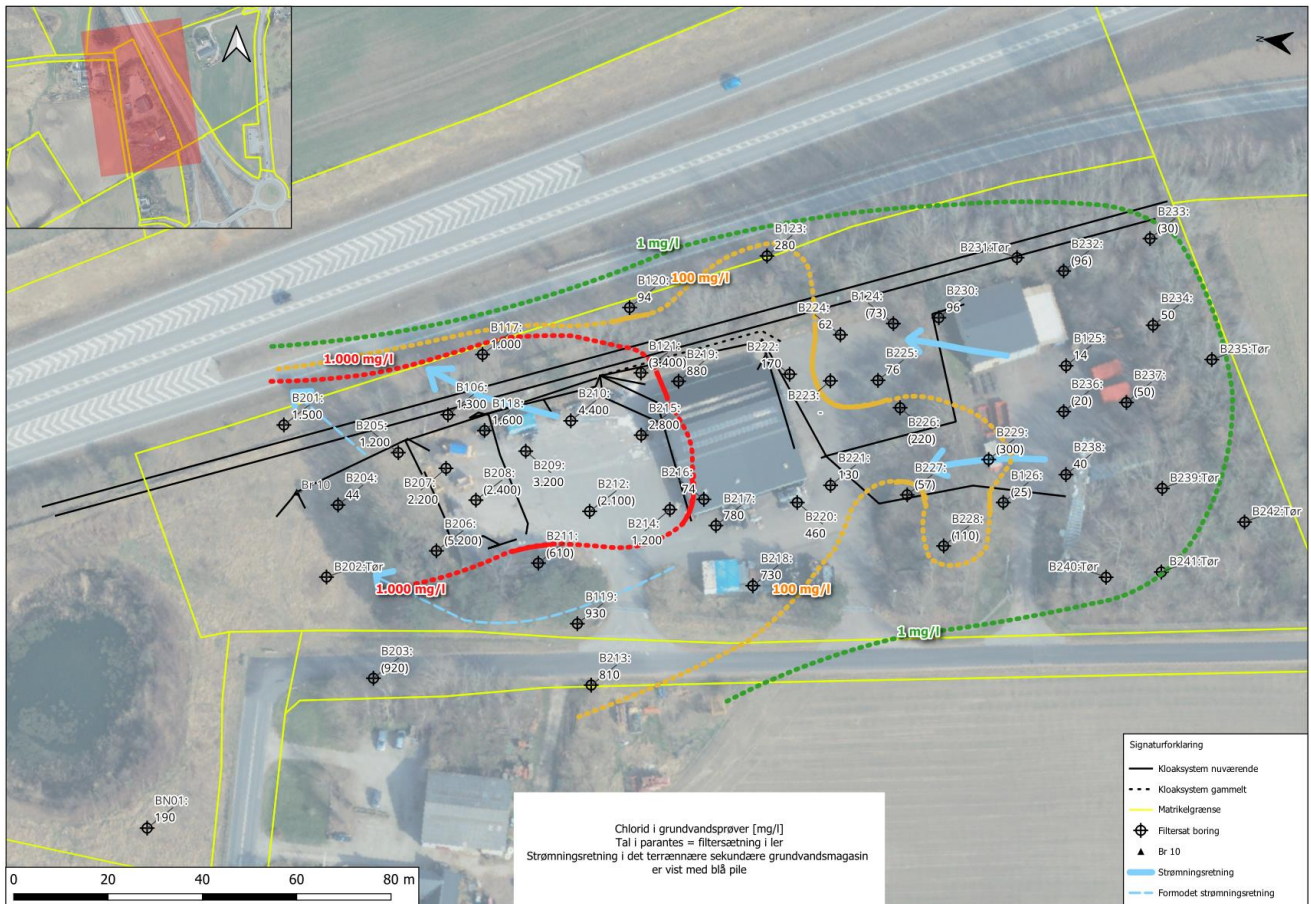 N
1 mg/l
B123:
280
B233:
(30)
B232:
(96)
B231:Tør
100 mg/l
B120:
94
B224:
62
B124:
(73)
B230:
96
B234:
50
B117:
1.000
1.000 mg/l
B121:
(3.400)
B219:
880
B222:
170
B225:
76
B125:
14
B235:Tør
B106:
1.300
B118:
1.600
B210:
4.400
B223:
-
B236:
(20)
B237:
(50)
B201:
1.500
B205:
1.200
B215:
2.800
B226:
(220)
B229:
(300)
B204:
44
B207:
2.200
B208:
(2.400)
B209:
3.200
B216:
74
B221:
130
B227:
(57)
B126:
(25)
B238:
40
B239:Tør
Br 10
B212:
(2.100)
B214:
1.200
B217:
780
B220:
460
B242:Tør
B206:
(5.200)
B211:
(610)
B228:
(110)
B202:Tør
1.000 mg/l
B218:
730
100 mg/l
B240:Tør
B241:Tør
B119:
930
1 mg/l
B203:
(920)
B213:
810
BN01:
190
Chlorid i grundvandsprøver [mg/l]
Tal i parantes = filtersætning i ler
Strømningsretning i det terrænnære sekundære grundvandsmagasin
er vist med blå pile
0 20 40 60 80 m
Signaturforklaring
Kloaksystem nuværende
Kloaksystem gammelt
Matrikelgrænse
Filtersat boring
Br 10
Strømningsretning
Formodet strømningsretning